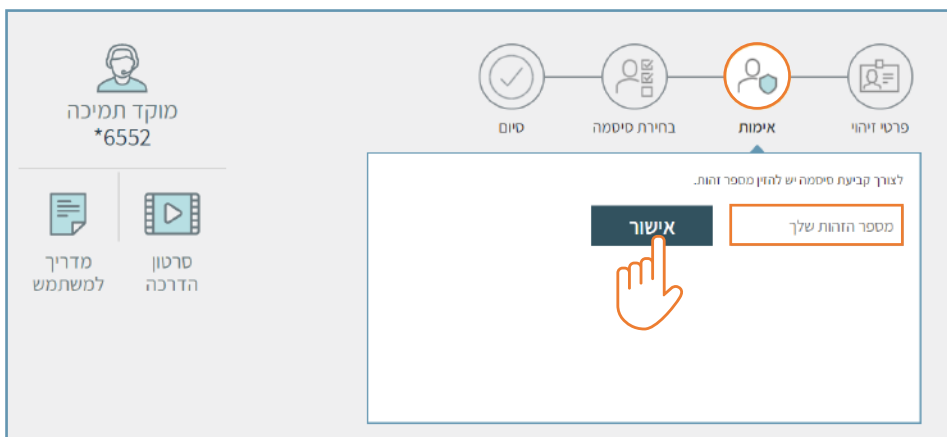 פרטי זיהוי
אימות
בחירת סיסמה
סיום
לצורך קביעת סיסמה יש להזין מספר זהות.
מספר הזהות שלך
אישור
מוקד תמיכה
*6552
סרטון
הדרכה
מדריך
למשתמש